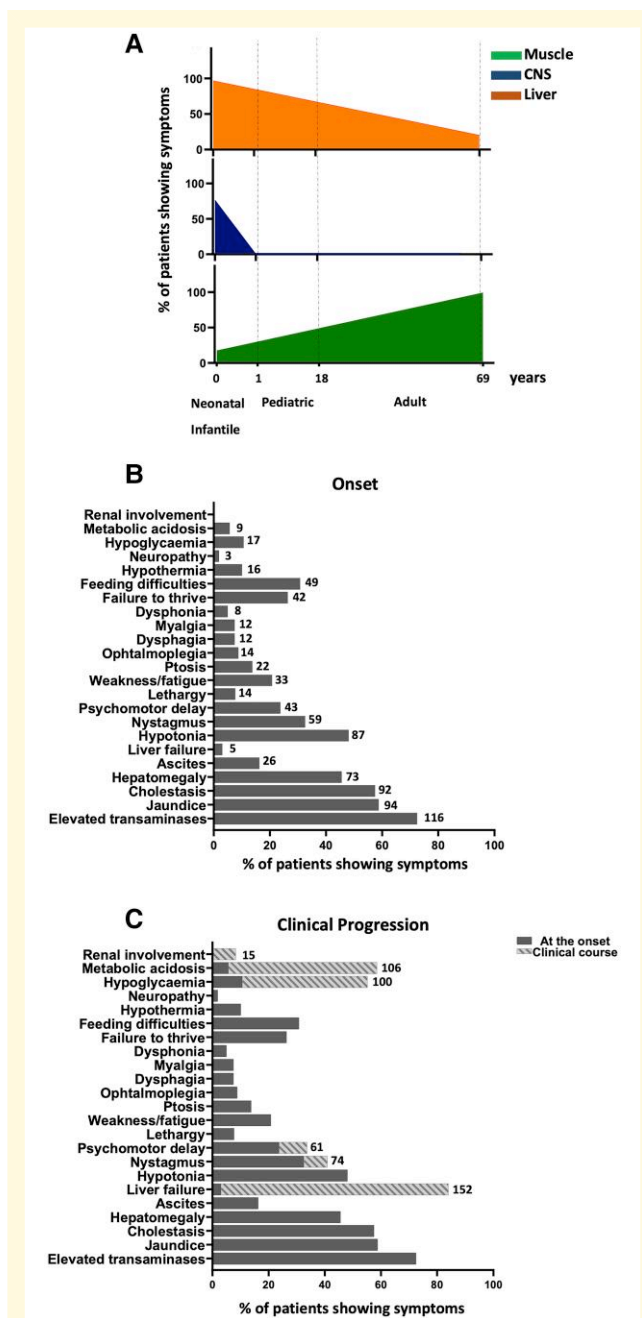 A
Muscle
CNS
Liver
% of patients showing symptoms
100
50
0
100
50
0
100
50
0
0 1 18 69 years
Neonatal Pediatric Adult
Infantile
B
Onset
Renal involvement
Metabolic acidosis 9
Hypoglycaemia 17
Neuropathy 3
Hypothermia 16
Feeding difficulties 49
Failure to thrive 42
Dysphonia 8
Myalgia 12
Dysphagia 12
Ophtalmoplegia 14
Ptosis 22
Weakness/fatigue 33
Lethargy 14
Psychomotor delay 43
Nystagmus 59
Hypotonia 87
Liver failure 5
Ascites 26
Hepatomegaly 73
Cholestasis 92
Jaundice 94
Elevated transaminases 116
0 20 40 60 80 100
% of patients showing symptoms
C
Clinical Progression
At the onset
Clinical course
Renal involvement 15
Metabolic acidosis 106
Hypoglycaemia 100
Neuropathy
Hypothermia
Feeding difficulties
Failure to thrive
Dysphonia
Myalgia
Dysphagia
Ophtalmoplegia
Ptosis
Weakness/fatigue
Lethargy
Psychomotor delay 61
Nystagmus 74
Hypotonia
Liver failure 152
Ascites
Hepatomegaly
Cholestasis
Jaundice
Elevated transaminases
0 20 40 60 80 100
% of patients showing symptoms